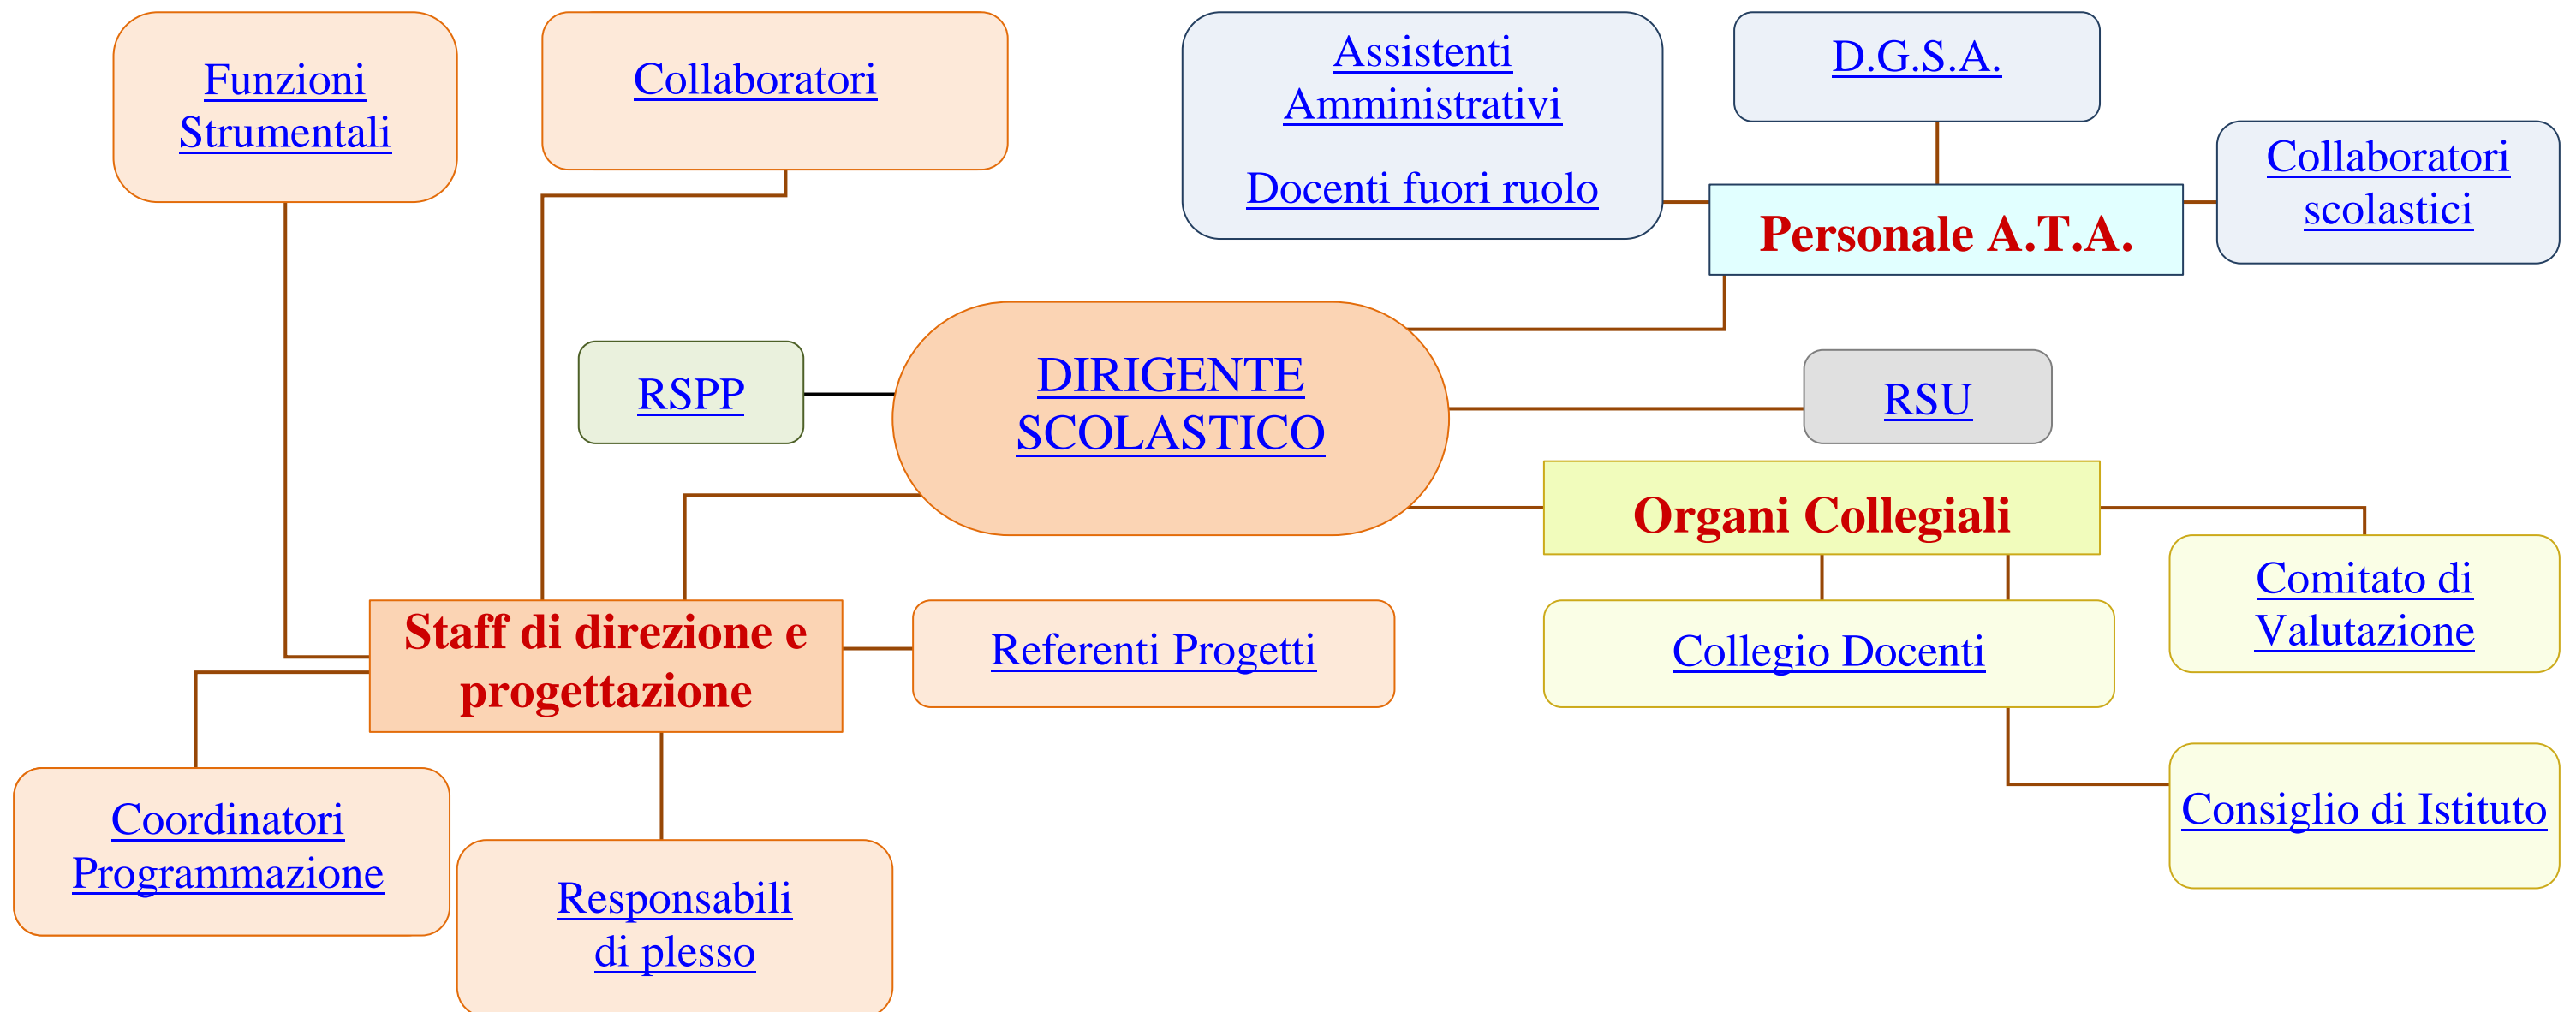 Funzioni
Strumentali
Collaboratori
Assistenti
Amministrativi
Docenti fuori ruolo
D.G.S.A.
Collaboratori
scolastici
Personale A.T.A.
RSPP
DIRIGENTE
SCOLASTICO
RSU
Organi Collegiali
Staff di direzione e
progettazione
Referenti Progetti
Collegio Docenti
Comitato di
Valutazione
Coordinatori
Programmazione
Responsabili
di plesso
Consiglio di Istituto